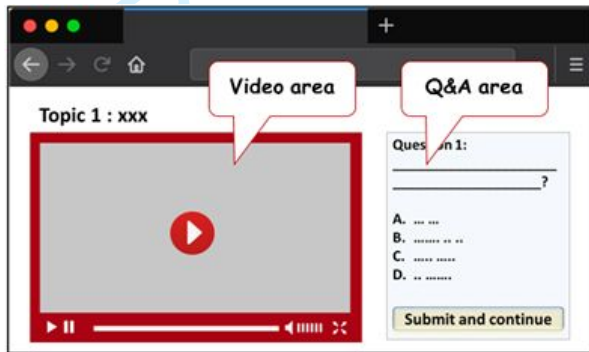 Video area
Q&A area
Topic 1 : xxx
Question 1:
?
A. ... ...
B. ....... .. ..
C. ..... .....
D. .. .......
Submit and continue